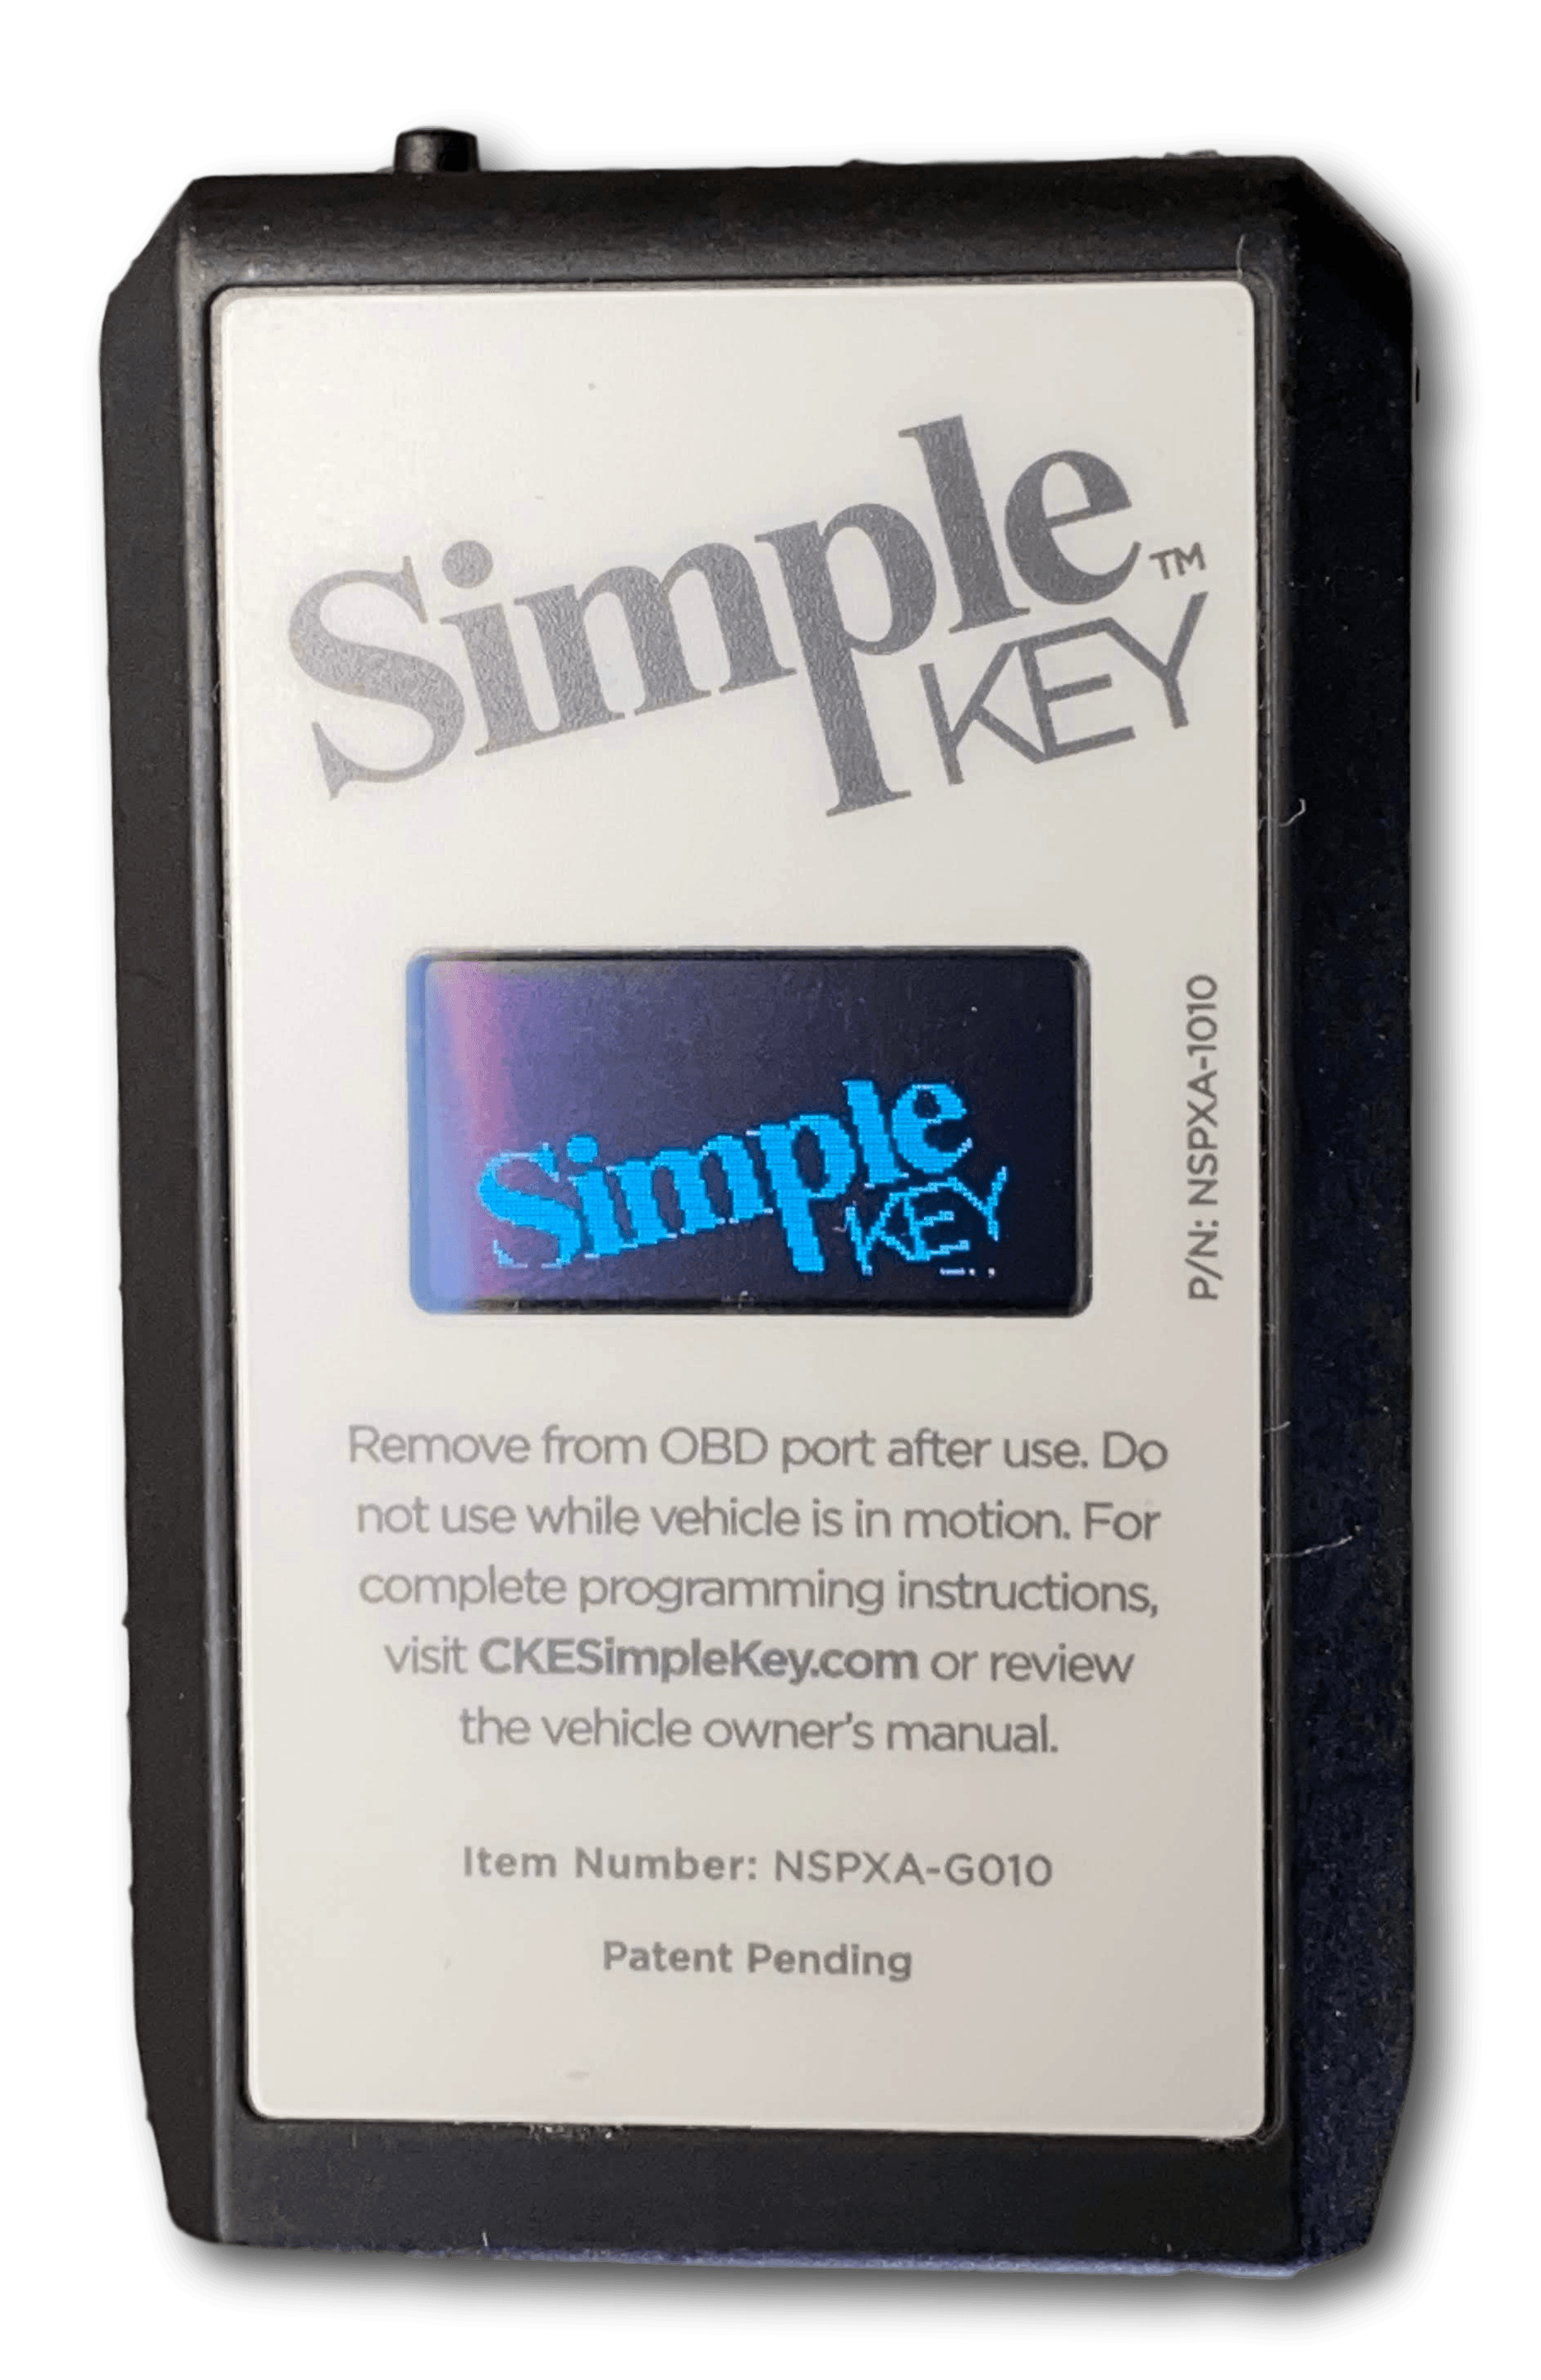 Simple™
KEY
Simple
KEY
P/N: NSPXA-1010
Remove from OBD port after use. Do
not use while vehicle is in motion. For
complete programming instructions,
visit CKESimpleKey.com or review
the vehicle owner's manual.
Item Number: NSPXA-G010
Patent Pending